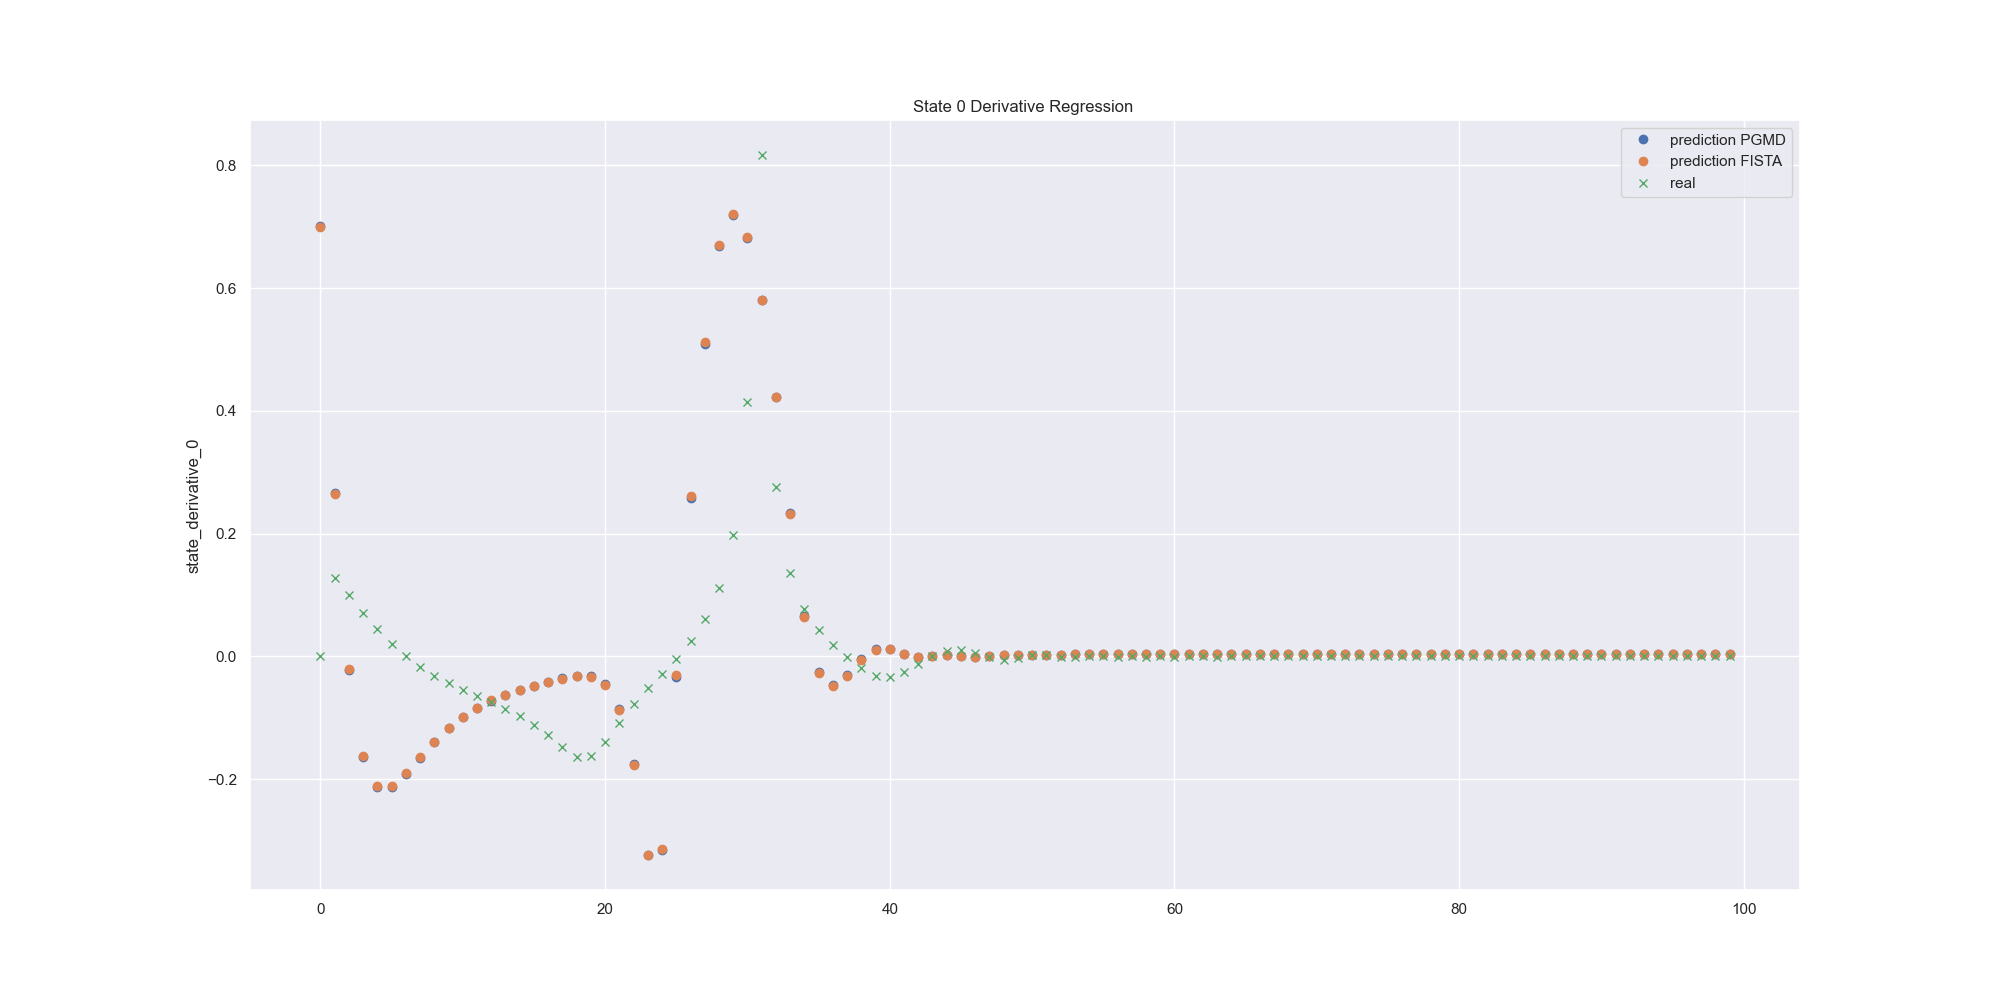 State 0 Derivative Regression
prediction PGMD
prediction FISTA
real
state_derivative_0
0.8
0.6
0.4
0.2
0.0
−0.2
0
20
40
60
80
100